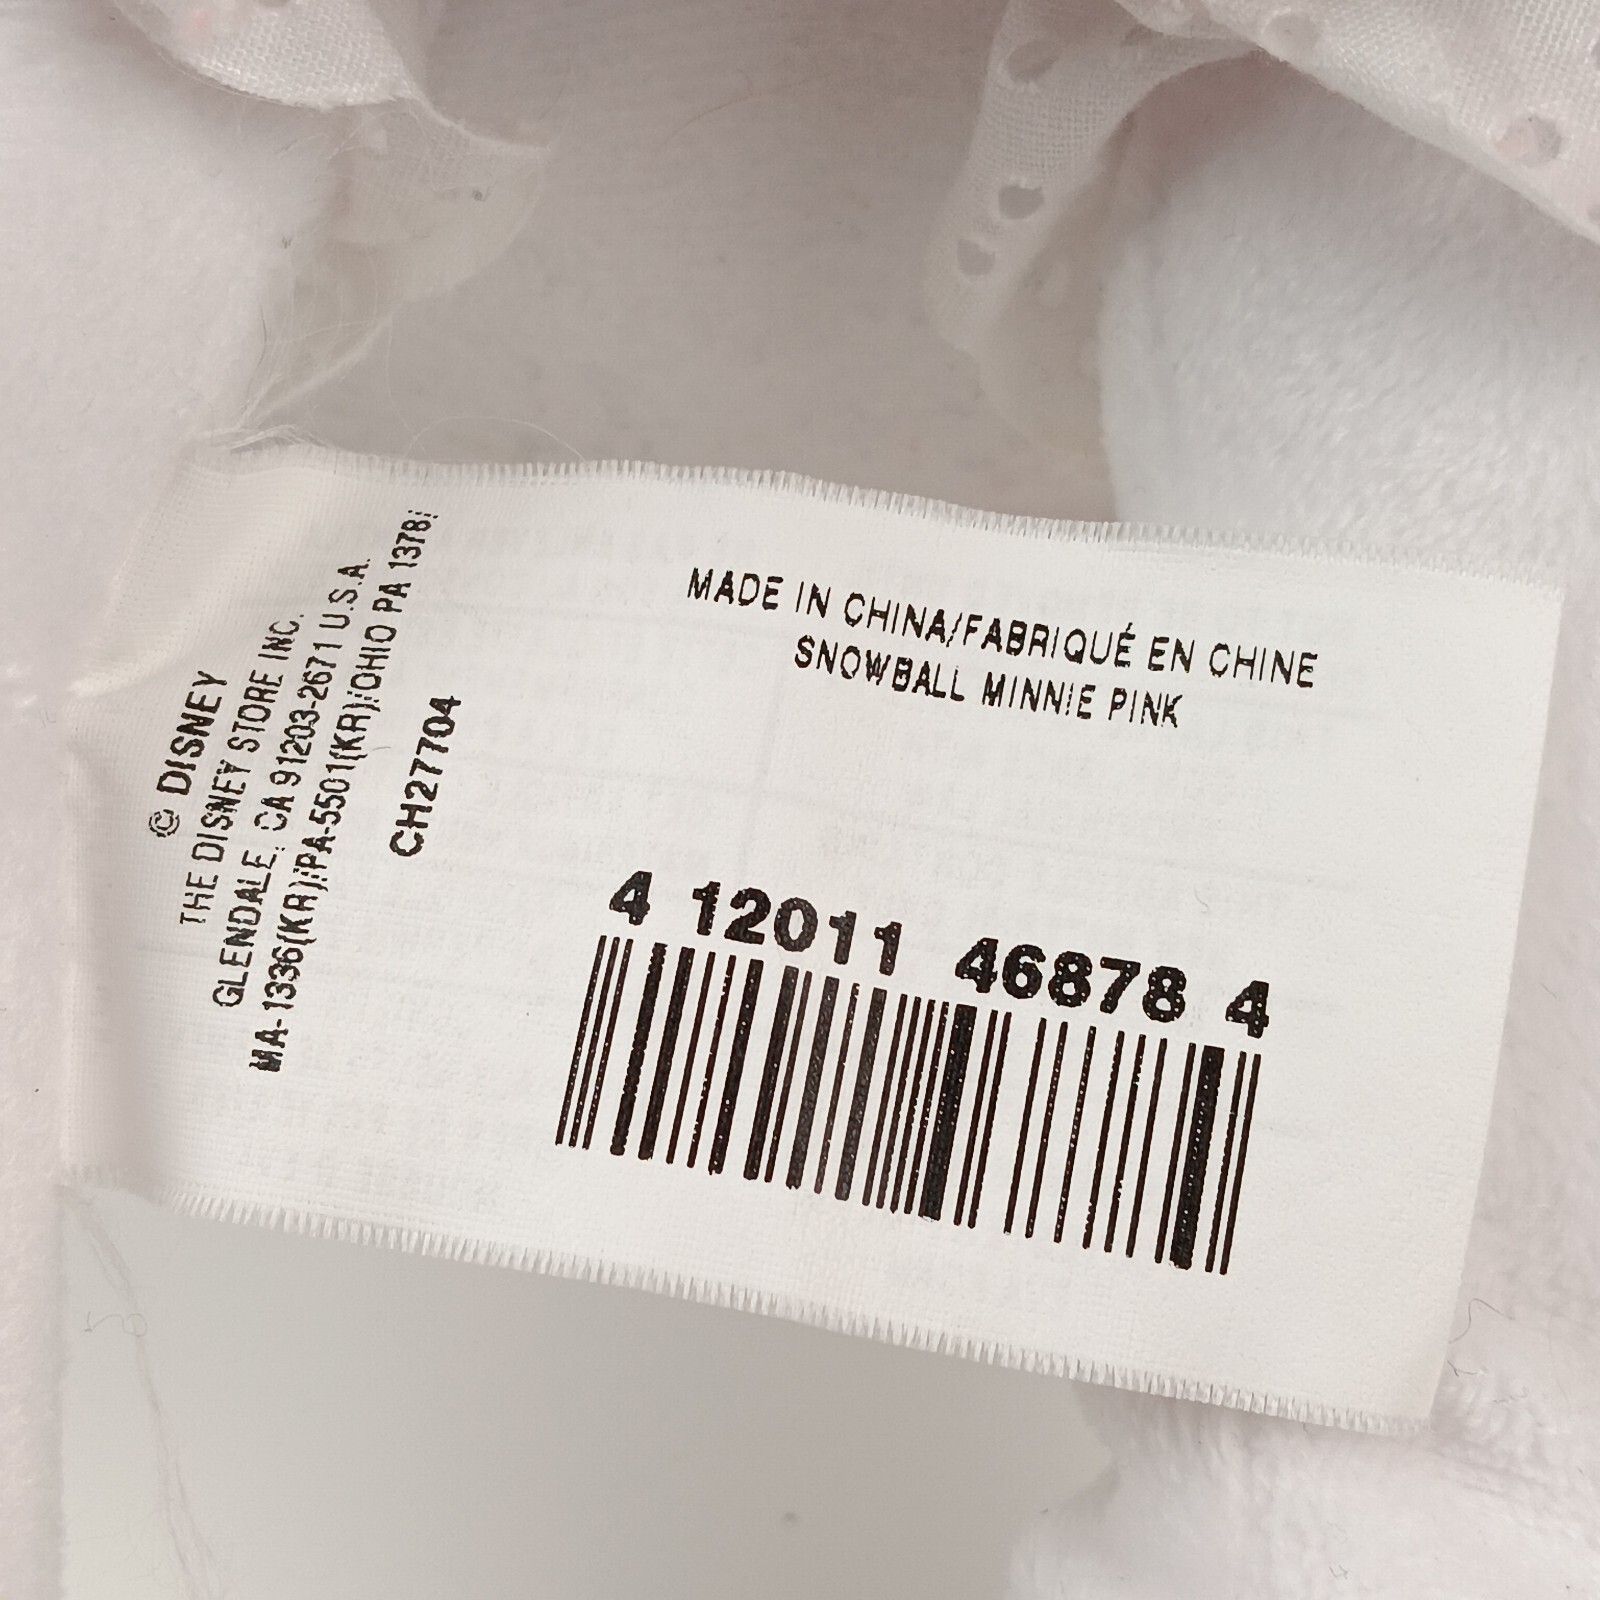 © DISNEY
THE DISNEY STORE INC.
GLENDALE, CA 91203-2671 U.S.A.
MA-1336(KR)/PA-5501(KR)/OHIO PA 1378/
CH27704
MADE IN CHINA/FABRIQUÉ EN CHINE
SNOWBALL MINNIE PINK
4 12011 46878 4